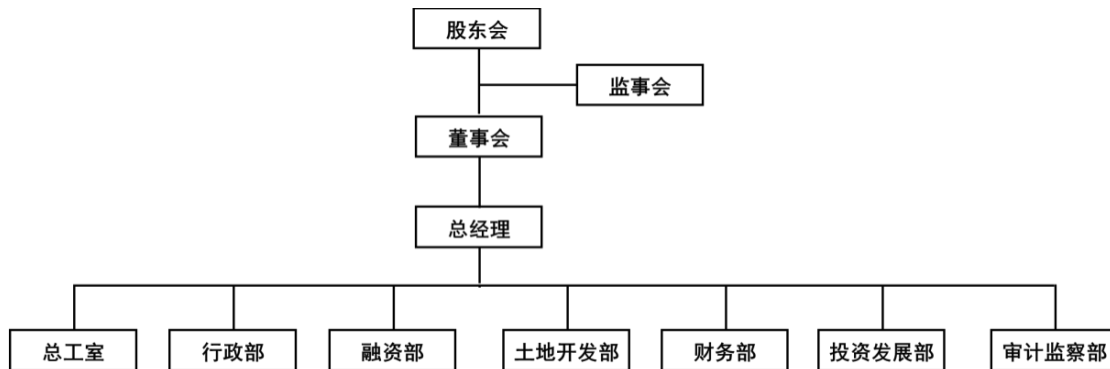 股东会
监事会
董事会
总经理
总工室
行政部
融资部
土地开发部
财务部
投资发展部
审计监察部